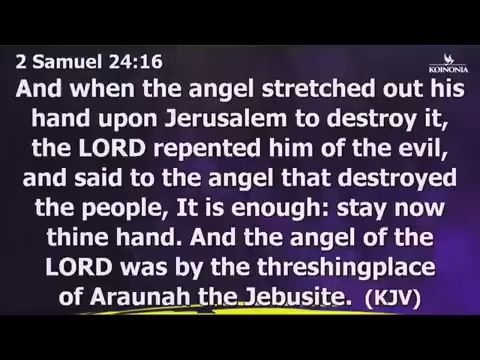 KOINONIA
2 Samuel 24:16
And when the angel stretched out his
hand upon Jerusalem to destroy it,
the LORD repented him of the evil,
and said to the angel that destroyed
the people, It is enough: stay now
thine hand. And the angel of the
LORD was by the threshingplace
of Araunah the Jebusite. (KJV)